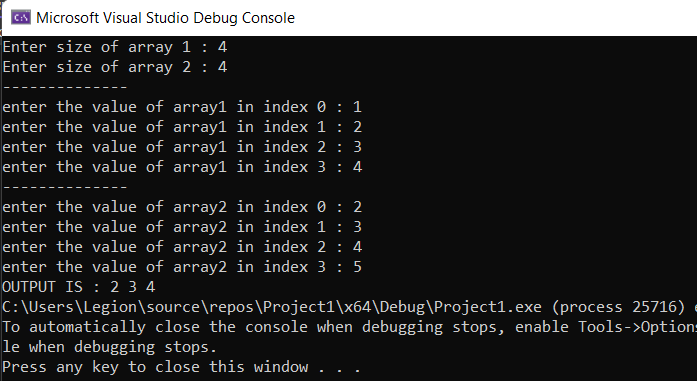 C:\ Microsoft Visual Studio Debug Console
Enter size of array 1 : 4
Enter size of array 2 : 4
--------------
enter the value of array1 in index 0 : 1
enter the value of array1 in index 1 : 2
enter the value of array1 in index 2 : 3
enter the value of array1 in index 3 : 4
--------------
enter the value of array2 in index 0 : 2
enter the value of array2 in index 1 : 3
enter the value of array2 in index 2 : 4
enter the value of array2 in index 3 : 5
OUTPUT IS : 2 3 4
C:\Users\Legion\source\repos\Project1\x64\Debug\Project1.exe (process 25716) e
To automatically close the console when debugging stops, enable Tools->Options
le when debugging stops.
Press any key to close this window . . .